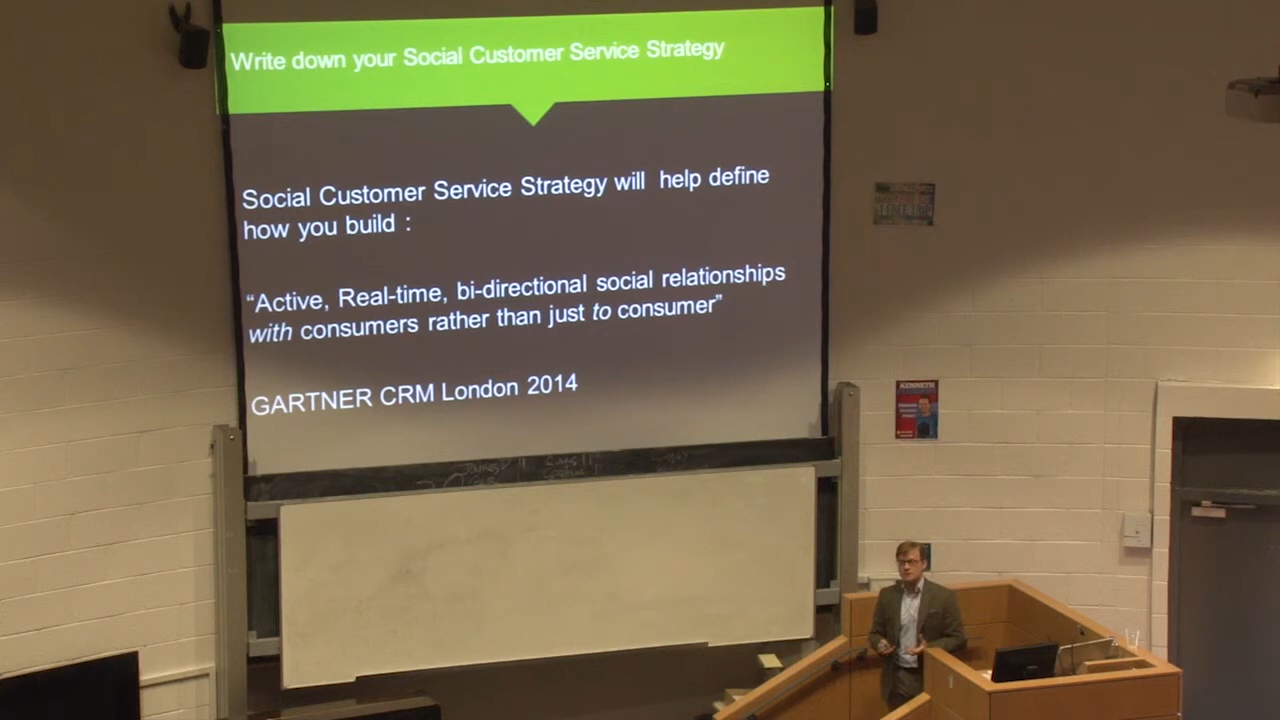 Write down your Social Customer Service Strategy
Social Customer Service Strategy will help define
how you build :
“Active, Real-time, bi-directional social relationships
with consumers rather than just to consumer”
GARTNER CRM London 2014
KENNETH